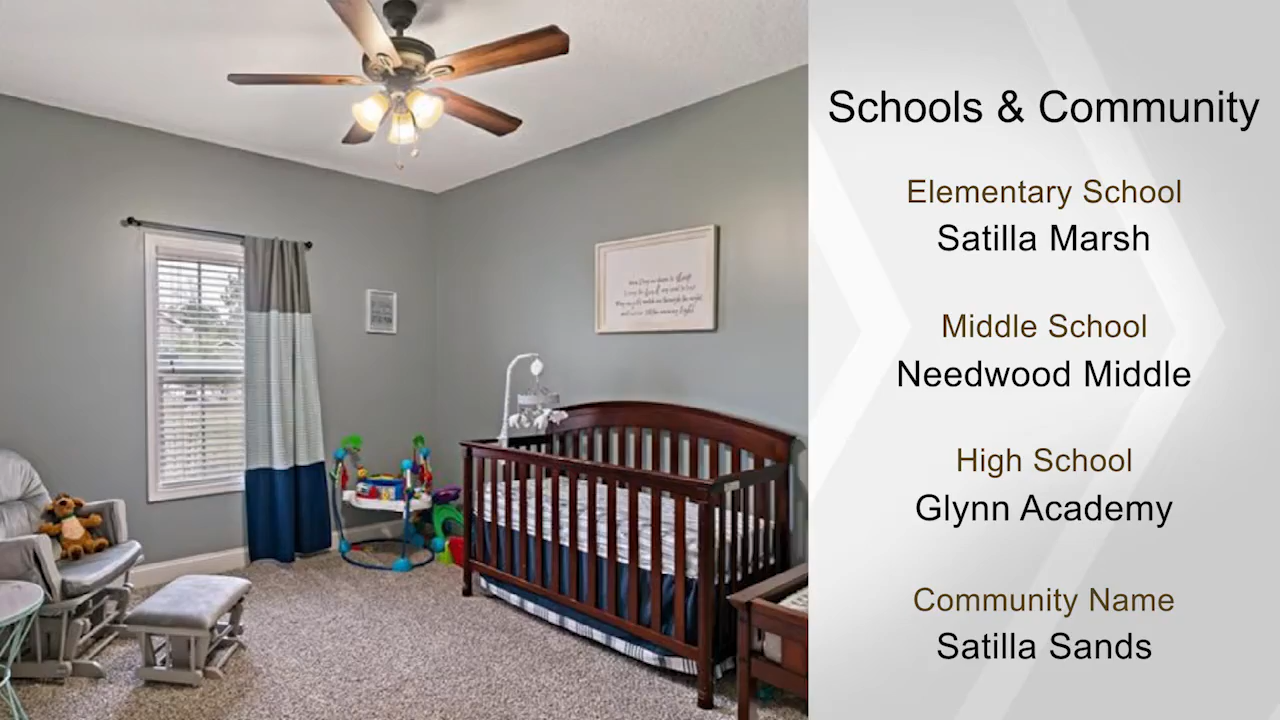 Schools & Community
Elementary School
Satilla Marsh
Middle School
Needwood Middle
High School
Glynn Academy
Community Name
Satilla Sands